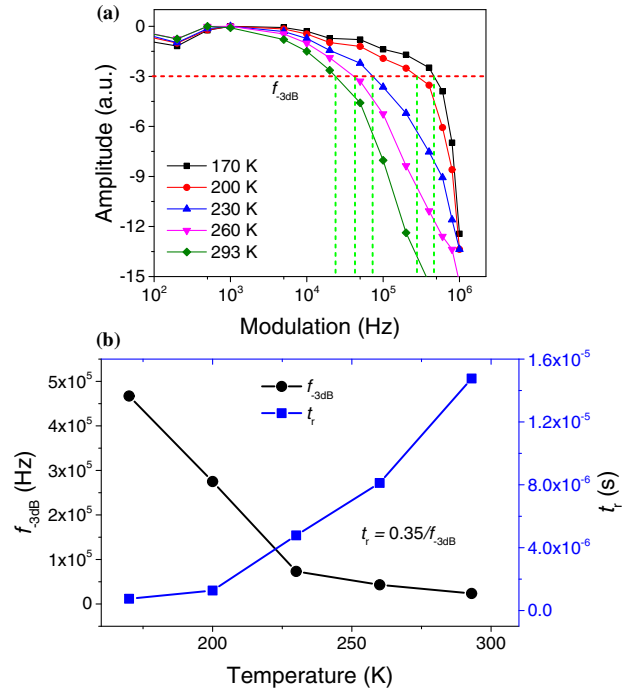 (a)
0
-3
-6
-9
-12
-15
Amplitude (a.u.)
f-3dB
170 K
200 K
230 K
260 K
293 K
10² 10³ 10⁴ 10⁵ 10⁶
Modulation (Hz)
(b)
5x10⁵
4x10⁵
3x10⁵
1x10⁵
0
f-3dB (Hz)
f-3dB
tr
tr = 0.35/f-3dB
1.6x10⁻⁵
1.2x10⁻⁵
8.0x10⁻⁶
4.0x10⁻⁶
0.0
tr (s)
200 250 300
Temperature (K)